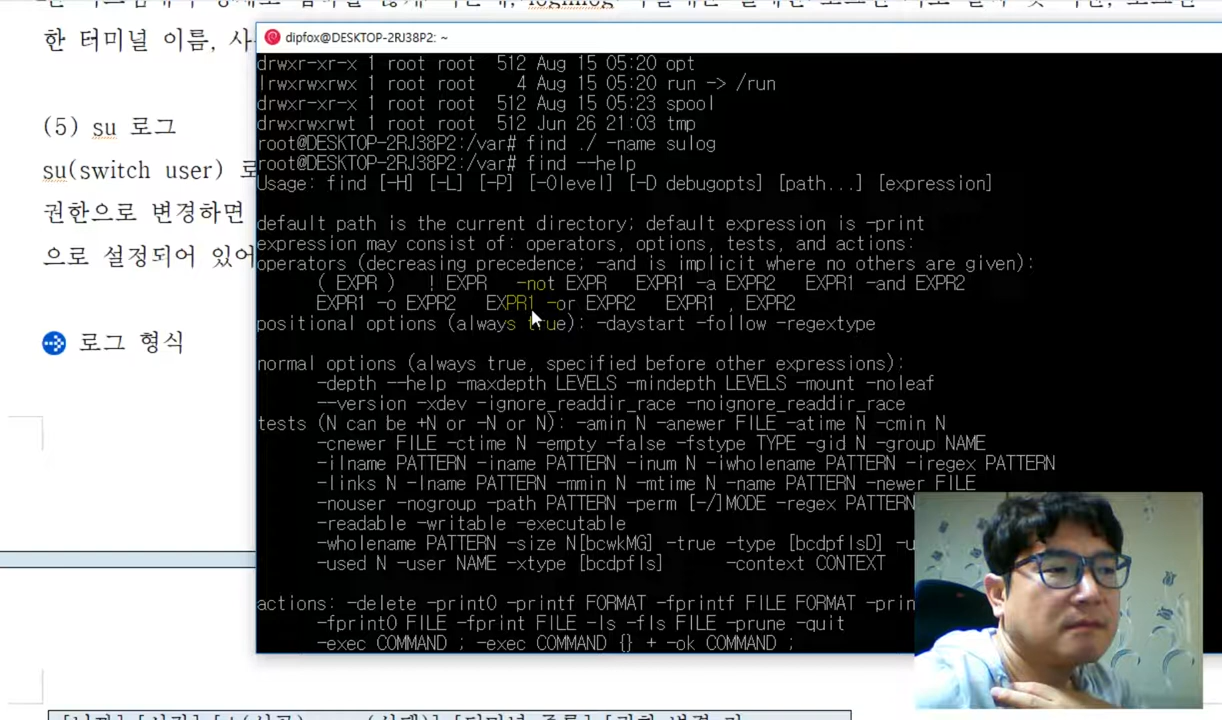 한 터미널 이름, 사
(5) su 로그
su(switch user) 로
권한으로 변경하면
으로 설정되어 있어
로그 형식
dipfox@DESKTOP-2RJ38P2: ~
drwxr-xr-x 1 root root 512 Aug 15 05:20 opt
lrwxrwxrwx 1 root root 4 Aug 15 05:20 run -> /run
drwxr-xr-x 1 root root 512 Aug 15 05:23 spool
drwxrwxrwt 1 root root 512 Jun 26 21:03 tmp
root@DESKTOP-2RJ38P2:/var# find ./ -name sulog
root@DESKTOP-2RJ38P2:/var# find --help
Usage: find [-H] [-L] [-P] [-Olevel] [-D debugopts] [path...] [expression]
default path is the current directory; default expression is -print
expression may consist of: operators, options, tests, and actions:
operators (decreasing precedence; -and is implicit where no others are given):
( EXPR ) ! EXPR -not EXPR EXPR1 -a EXPR2 EXPR1 -and EXPR2
EXPR1 -o EXPR2 EXPR1 -or EXPR2 EXPR1 , EXPR2
positional options (always true): -daystart -follow -regextype
normal options (always true, specified before other expressions):
-depth --help -maxdepth LEVELS -mindepth LEVELS -mount -noleaf
--version -xdev -ignore_readdir_race -noignore_readdir_race
tests (N can be +N or -N or N): -amin N -anewer FILE -atime N -cmin N
-cnewer FILE -ctime N -empty -false -fstype TYPE -gid N -group NAME
-ilname PATTERN -iname PATTERN -inum N -iwholename PATTERN -iregex PATTERN
-links N -lname PATTERN -mmin N -mtime N -name PATTERN -newer FILE
-nouser -nogroup -path PATTERN -perm [-/]MODE -regex PATTERN
-readable -writable -executable
-wholename PATTERN -size N[bcwkMG] -true -type [bcdpflsD] -u
-used N -user NAME -xtype [bcdpfls] -context CONTEXT
actions: -delete -print0 -printf FORMAT -fprintf FILE FORMAT -prin
-fprint0 FILE -fprint FILE -ls -fls FILE -prune -quit
-exec COMMAND ; -exec COMMAND {} + -ok COMMAND ;